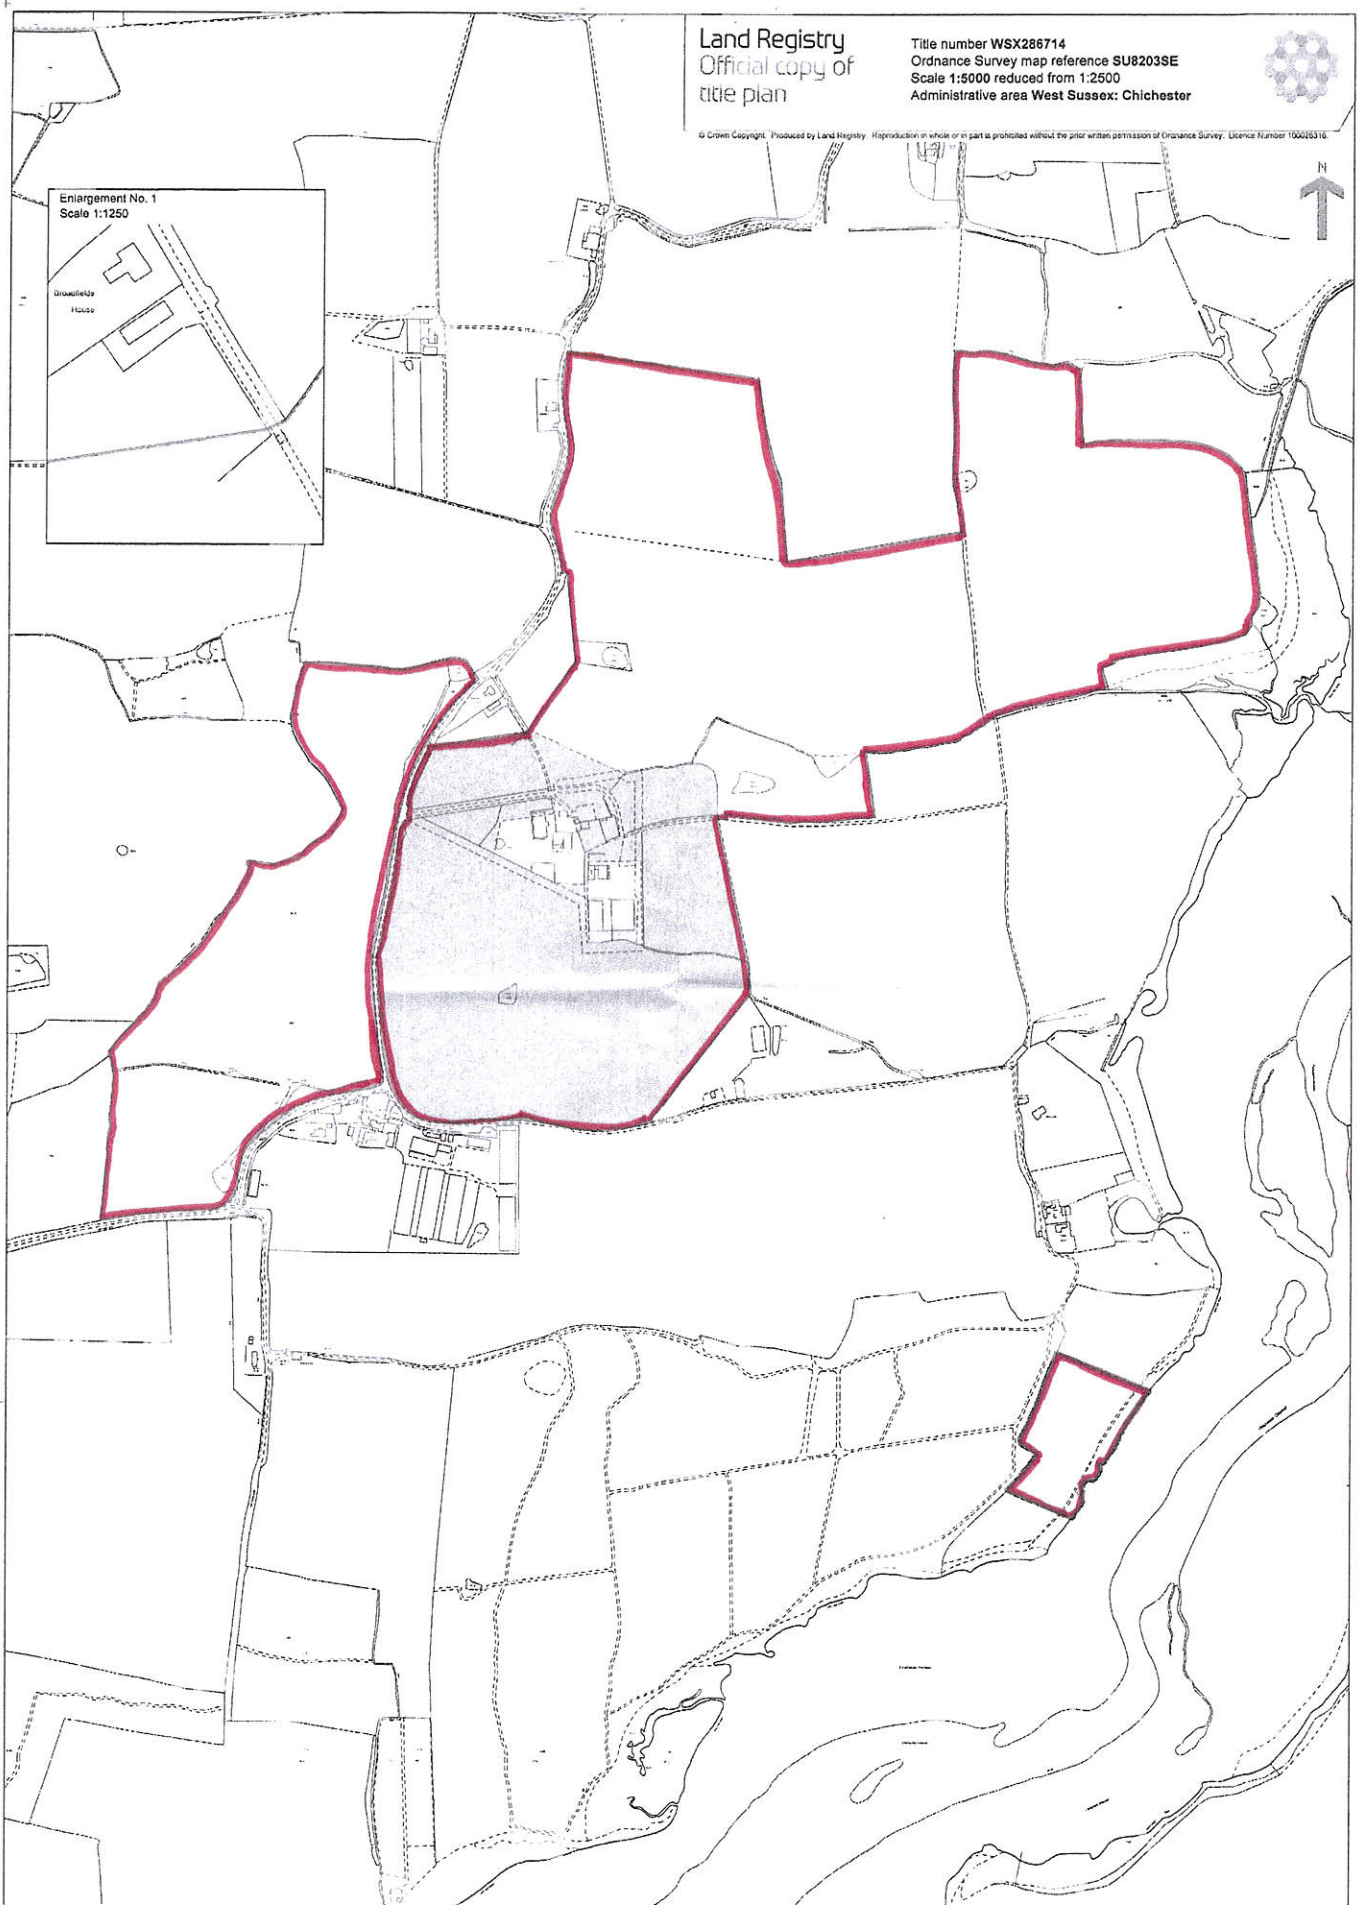 Land Registry
Official copy of
title plan
Title number WSX286714
Ordnance Survey map reference SU8203SE
Scale 1:5000 reduced from 1:2500
Administrative area West Sussex: Chichester
© Crown Copyright. Produced by Land Registry. Reproduction in whole or in part is prohibited without the prior written permission of Ordnance Survey. Licence Number 100026316.
N
Enlargement No. 1
Scale 1:1250
Broadfields
House